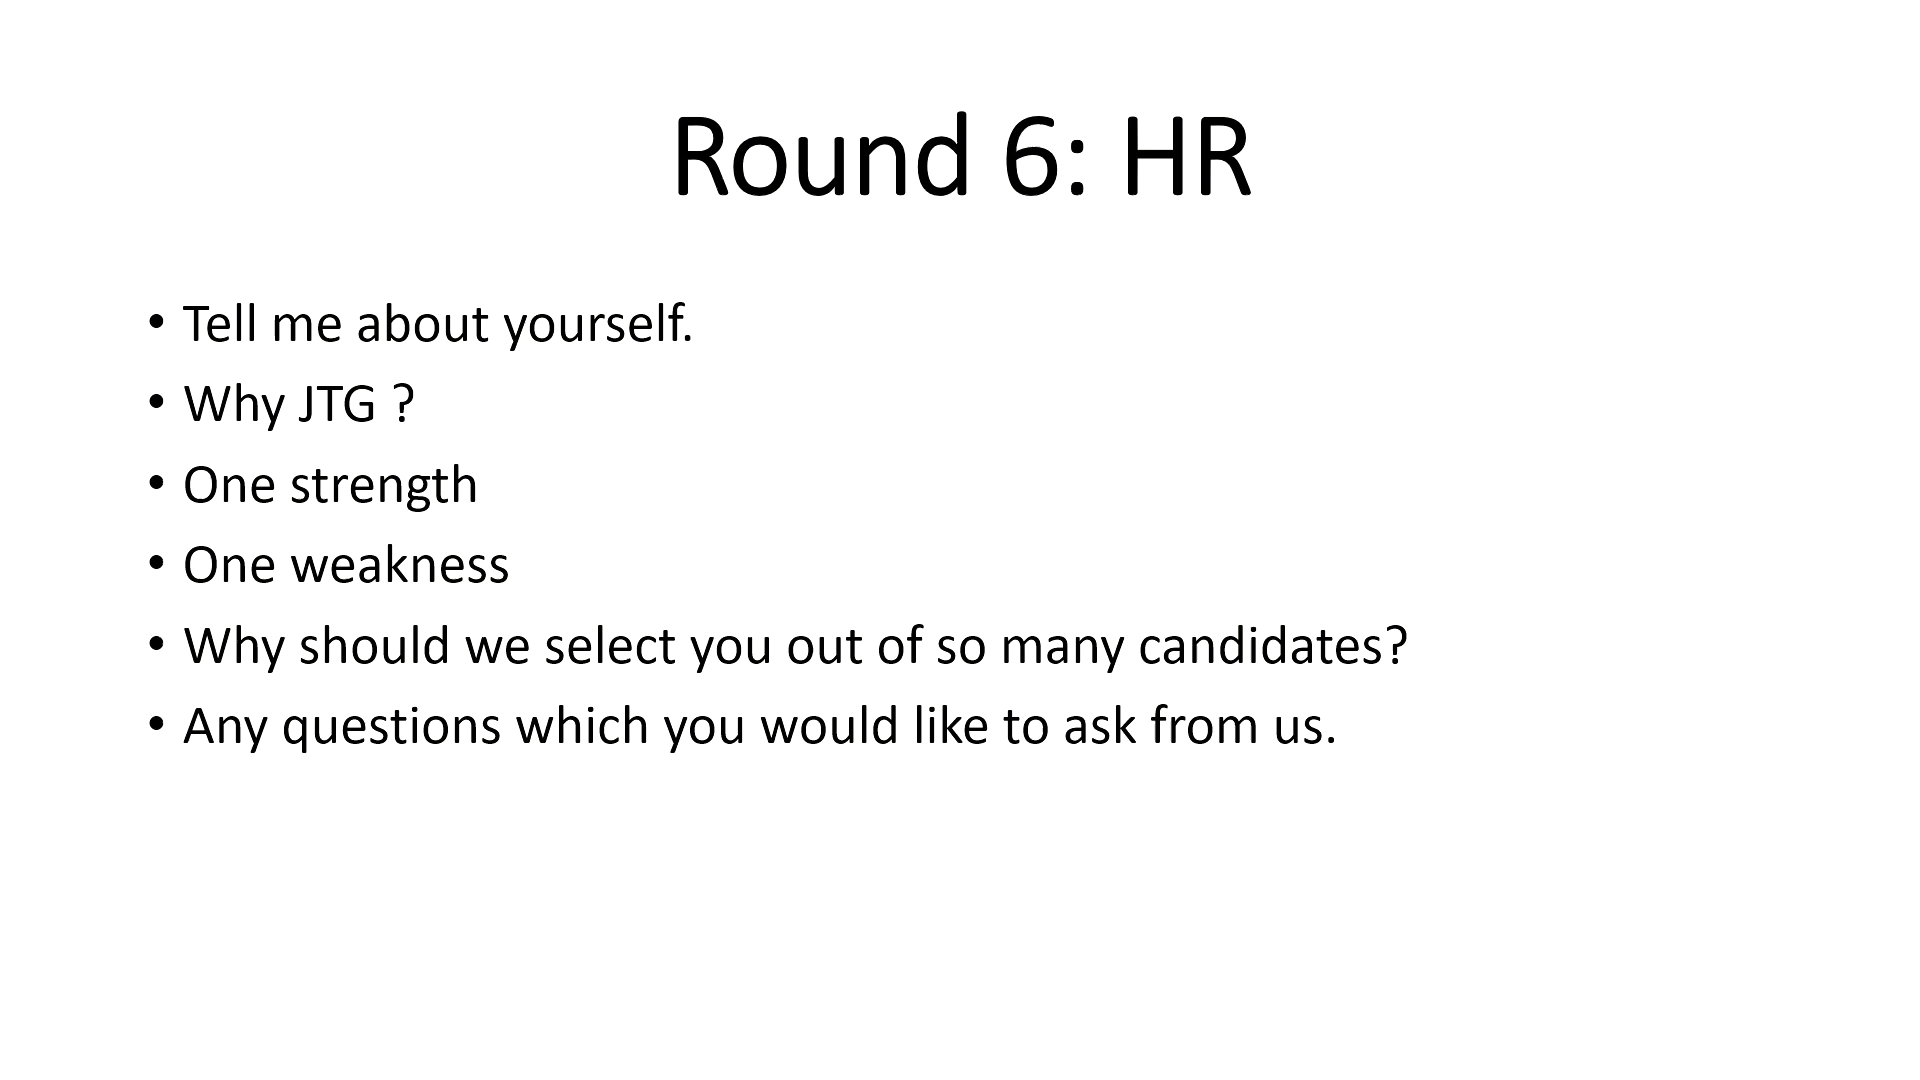 Round 6: HR
• Tell me about yourself.
• Why JTG ?
• One strength
• One weakness
• Why should we select you out of so many candidates?
• Any questions which you would like to ask from us.